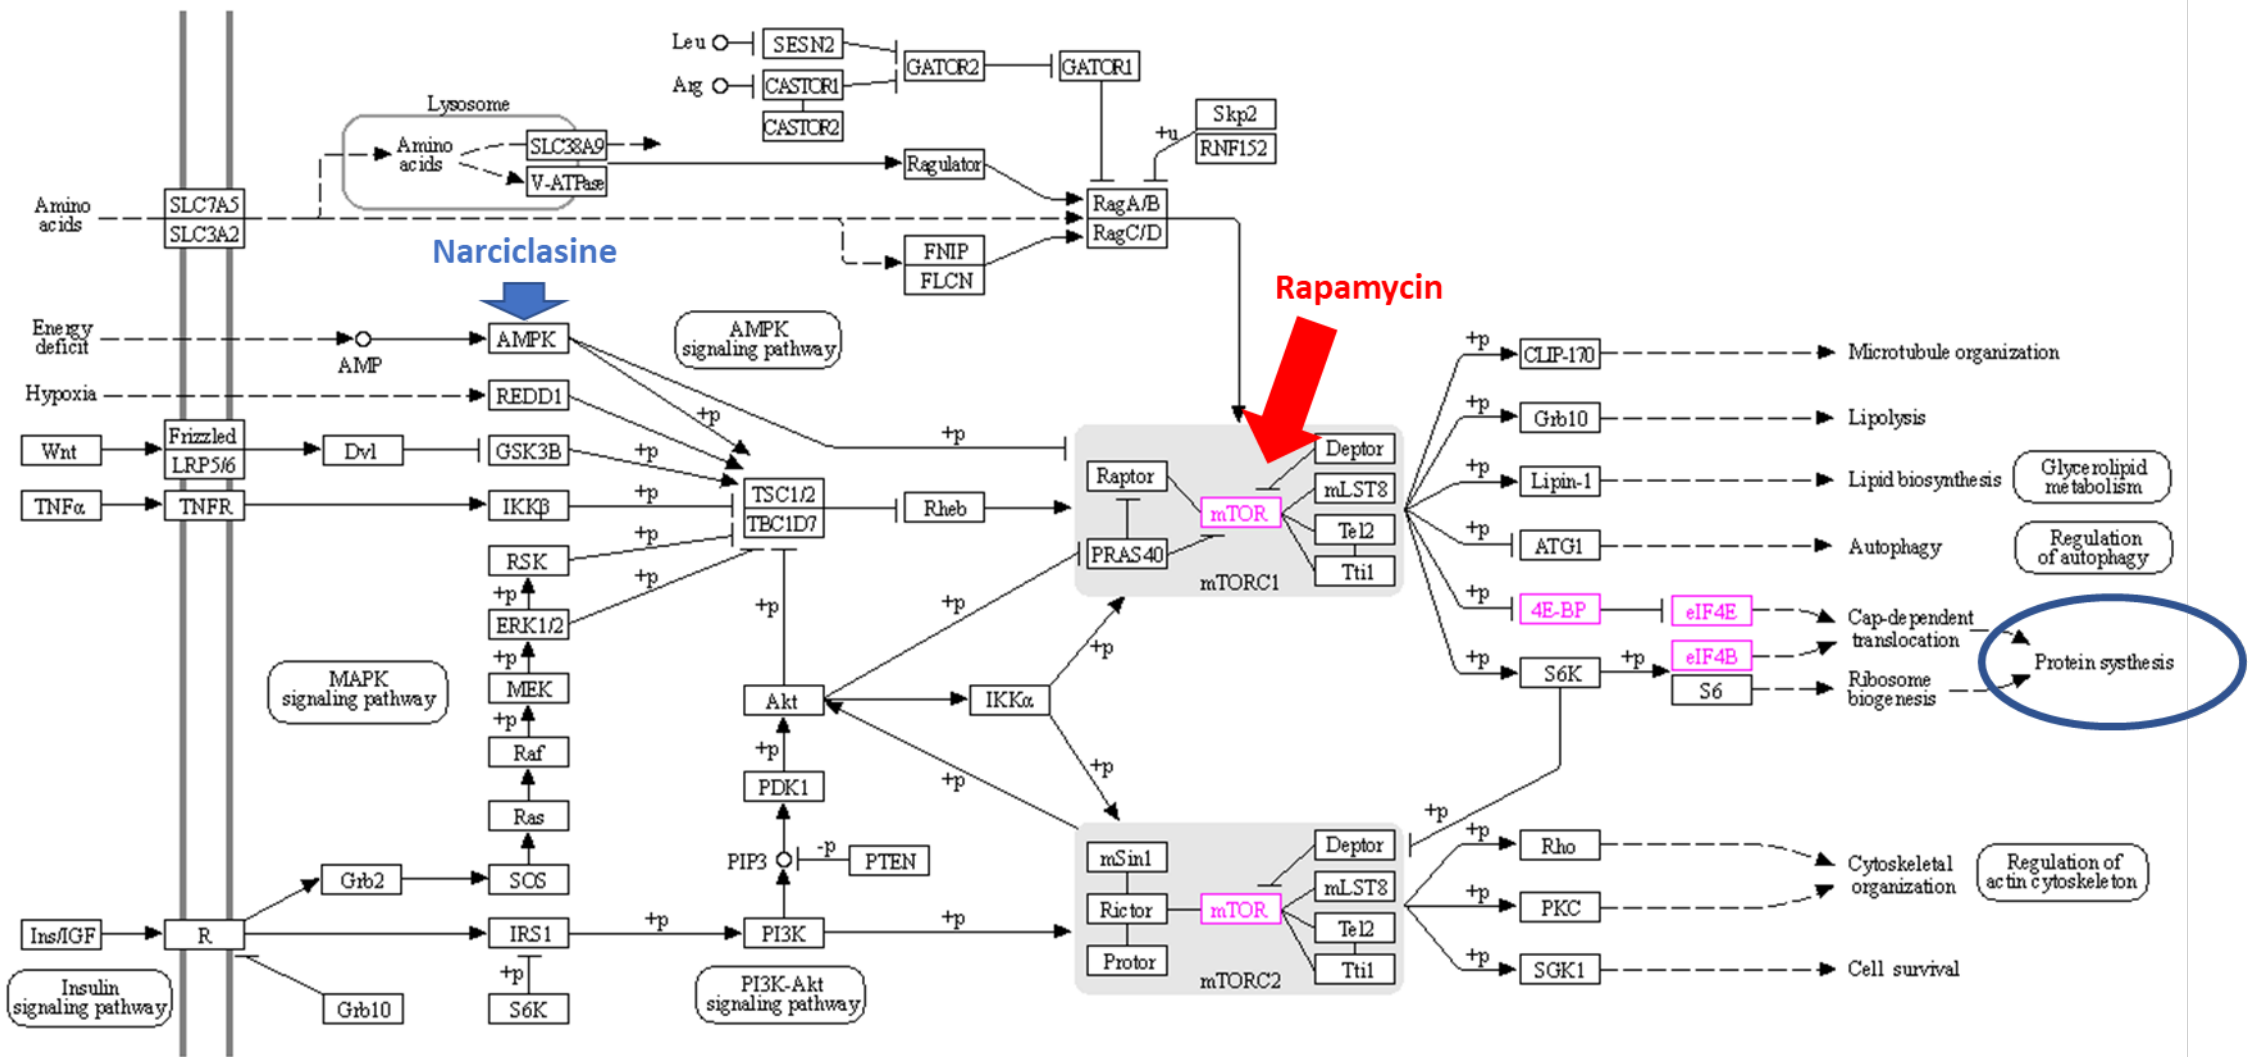 Leu
SESN2
GATOR2
GATOR1
Arg
CASTOR1
CASTOR2
Lysosome
Skp2
+u
RNF152
Amino
acids
SLC38A9
V-ATPase
Ragulator
Amino
acids
SLC7A5
SLC3A2
RagA/B
RagC/D
FNIP
FLCN
Narciclasine
Rapamycin
Energy
deficit
AMP
AMPK
AMPK
signaling pathway
+p
+p
Hypoxia
REDD1
Wnt
Frizzled
LRP5/6
Dvl
GSK3B
+p
TNFα
TNFR
IKKβ
+p
TSC1/2
TBC1D7
Rheb
Raptor
mTOR
PRAS40
Deptor
mLST8
Tel2
Tti1
mTORC1
+p
CLIP-170
Microtubule organization
+p
Grb10
Lipolysis
+p
Lipin-1
Lipid biosynthesis
Glycerolipid
metabolism
+p
ATG1
Autophagy
Regulation
of autophagy
+p
4E-BP
eIF4E
Cap-dependent
translocation
eIF4B
+p
S6K
+p
S6
Ribosome
biogenesis
Protein systhesis
RSK
+p
+p
ERK1/2
+p
+p
MEK
+p
Raf
Ras
MAPK
signaling pathway
+p
+p
Akt
IKKα
+p
+p
+p
+p
PDK1
PIP3
-p
PTEN
Grb2
SOS
Ins/IGF
R
IRS1
+p
PI3K
+p
+p
S6K
Grb10
Insulin
signaling pathway
PI3K-Akt
signaling pathway
mSin1
Rictor
Protor
mTOR
Deptor
mLST8
Tel2
Tti1
mTORC2
+p
+p
Rho
+p
PKC
Cytoskeletal
organization
Regulation of
actin cytoskeleton
+p
SGK1
Cell survival